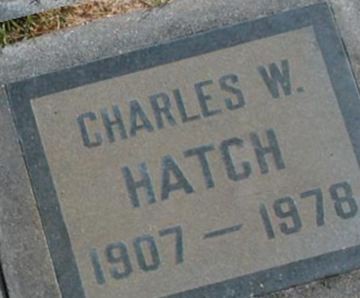 CHARLES W.
HATCH
1907 — 1978